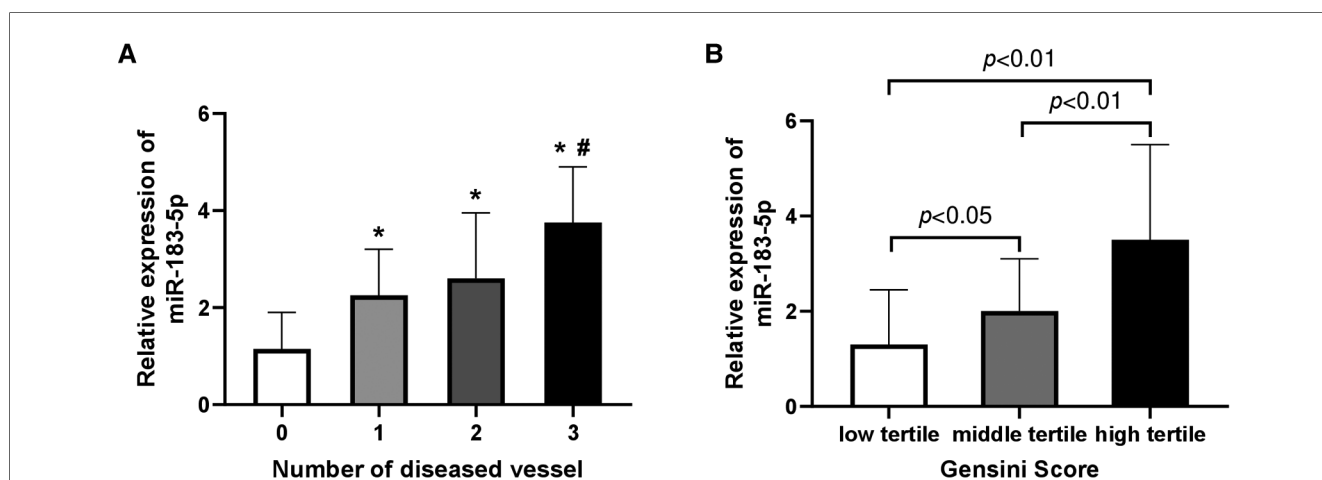 A
Relative expression of
miR-183-5p
6
4
2
0
*
*
* #
0 1 2 3
Number of diseased vessel
B
p<0.01
p<0.01
p<0.05
Relative expression of
miR-183-5p
6
4
2
0
low tertile middle tertile high tertile
Gensini Score